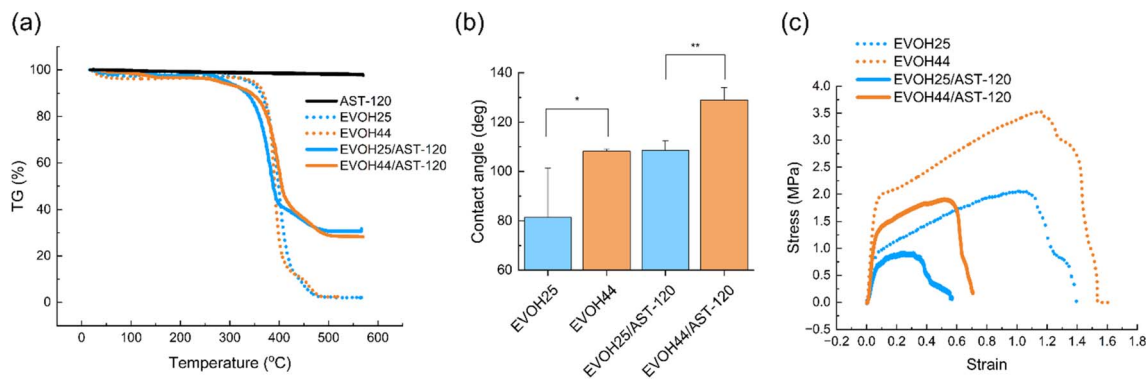 (a)
TG (%)
100
80
60
40
20
0
AST-120
EVOH25
EVOH44
EVOH25/AST-120
EVOH44/AST-120
0 100 200 300 400 500 600
Temperature (ºC)
(b)
Contact angle (deg)
140
120
100
80
60
*
**
EVOH25
EVOH44
EVOH25/AST-120
EVOH44/AST-120
(c)
EVOH25
EVOH44
EVOH25/AST-120
EVOH44/AST-120
Stress (MPa)
4.0
3.5
3.0
2.5
2.0
1.5
1.0
0.5
0.0
−0.5
−0.2 0.0 0.2 0.4 0.6 0.8 1.0 1.2 1.4 1.6 1.8
Strain